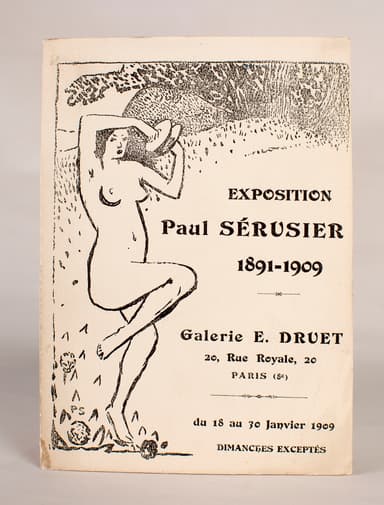 EXPOSITION
Paul SÉRUSIER
1891-1909
Galerie E. DRUET
20, Rue Royale, 20
PARIS (8e)
du 18 au 30 Janvier 1909
DIMANCHES EXCEPTÉS
PS